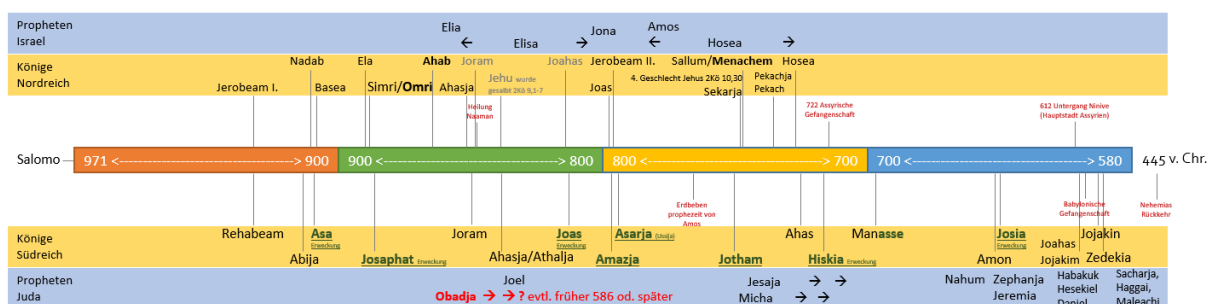 Propheten
Israel
Elia
←
Elisa
→
Jona
Amos
←
Hosea
→
Könige
Nordreich
Nadab
Ela
Ahab
Joram
Joahas
Jerobeam II.
Sallum/Menachem
Hosea
Jerobeam I.
Basea
Simri/Omri
Ahasja
Jehu wurde
gesalbt 2Kö 9,1-7
Joas
4. Geschlecht Jehus 2Kö 10,30
Sekarja
Pekachja
Pekach
Heilung
Naaman
722 Assyrische
Gefangenschaft
612 Untergang Ninive
(Hauptstadt Assyrien)
Salomo
971 <------------------------------> 900
900 <------------------------------> 800
800 <------------------------------> 700
700 <------------------------------> 580
445 v. Chr.
Erdbeben
prophezeit von
Amos
Babylonische
Gefangenschaft
Nehemias
Rückkehr
Könige
Südreich
Rehabeam
Asa
Erweckung
Abija
Josaphat Erweckung
Joram
Ahasja/Athalja
Joas
Erweckung
Amazja
Asarja (Ussija)
Jotham
Ahas
Hiskia Erweckung
Manasse
Amon
Josia
Erweckung
Joahas
Jojakim
Jojakin
Zedekia
Propheten
Juda
Joel
Obadja → → ? evtl. früher 586 od. später
Jesaja → →
Micha → →
Nahum
Zephanja
Jeremia
Habakuk
Hesekiel
Daniel
Sacharja,
Haggai,
Maleachi